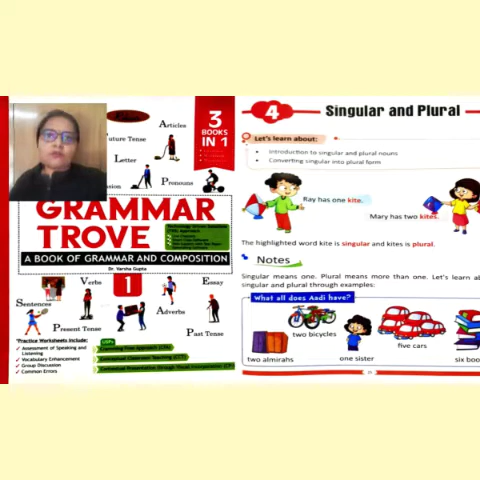 Articles
3
BOOKS
IN 1
uture Tense
Letter
Pronouns
GRAMMAR
TROVE
A BOOK OF GRAMMAR AND COMPOSITION
Dr. Varsha Gupta
1
Verbs
Essay
Sentences
Adverbs
Present Tense
Past Tense
*Practice Worksheets Include:
✓ Assessment of Speaking and
Listening
✓ Vocabulary Enhancement
✓ Group Discussion
✓ Common Errors
4
Singular and Plural
Let's learn about:
• Introduction to singular and plural nouns
• Converting singular into plural form
Ray has one kite.
Mary has two kites.
The highlighted word kite is singular and kites is plural.
Notes
Singular means one. Plural means more than one. Let's learn ab
singular and plural through examples:
What all does Aadi have?
two bicycles
five cars
two almirahs
one sister
six boo